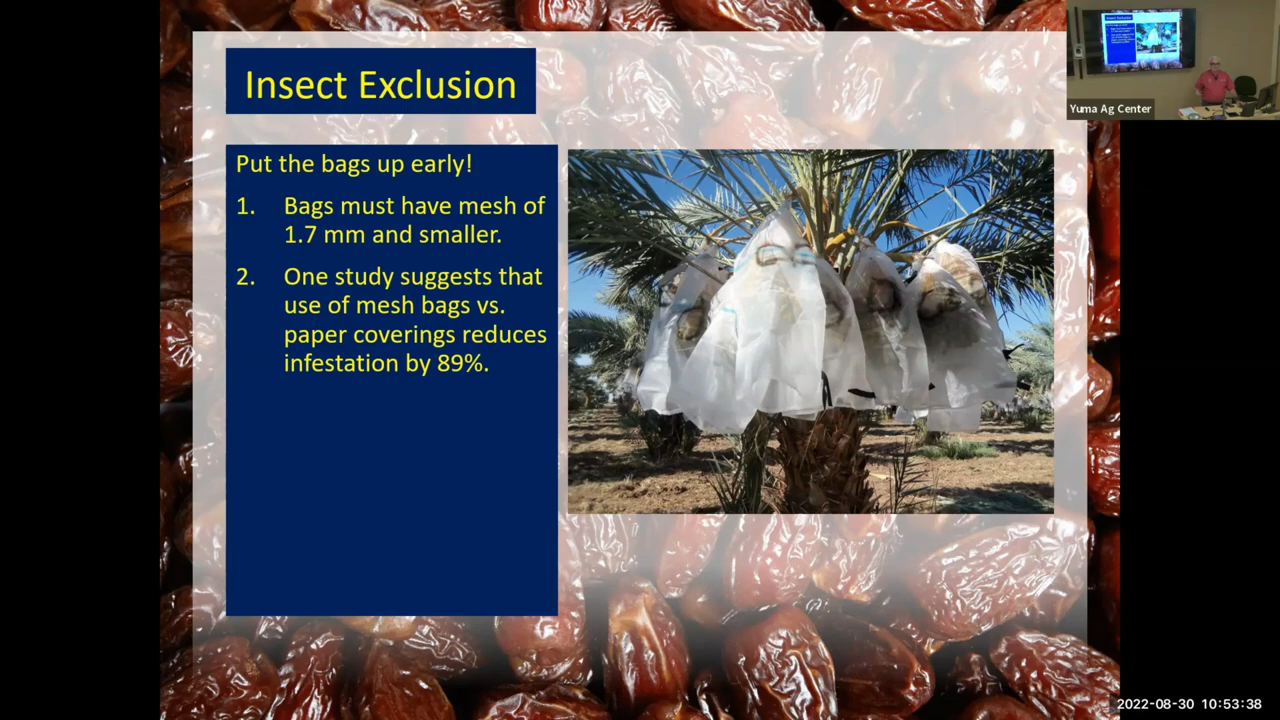 Insect Exclusion
Put the bags up early!
1. Bags must have mesh of
1.7 mm and smaller.
2. One study suggests that
use of mesh bags vs.
paper coverings reduces
infestation by 89%.
Yuma Ag Center
2022-08-30 10:53:38